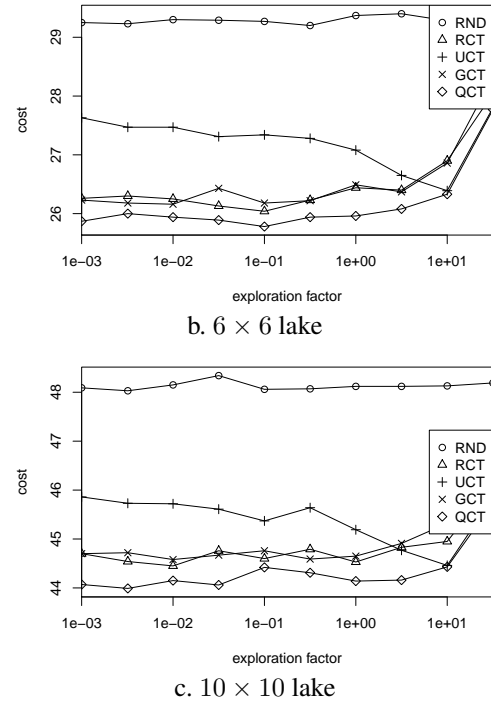 29
28
27
26
cost
RND
RCT
UCT
GCT
QCT
1e−03 1e−02 1e−01 1e+00 1e+01
exploration factor
b. 6 × 6 lake
48
47
46
45
44
cost
RND
RCT
UCT
GCT
QCT
1e−03 1e−02 1e−01 1e+00 1e+01
exploration factor
c. 10 × 10 lake